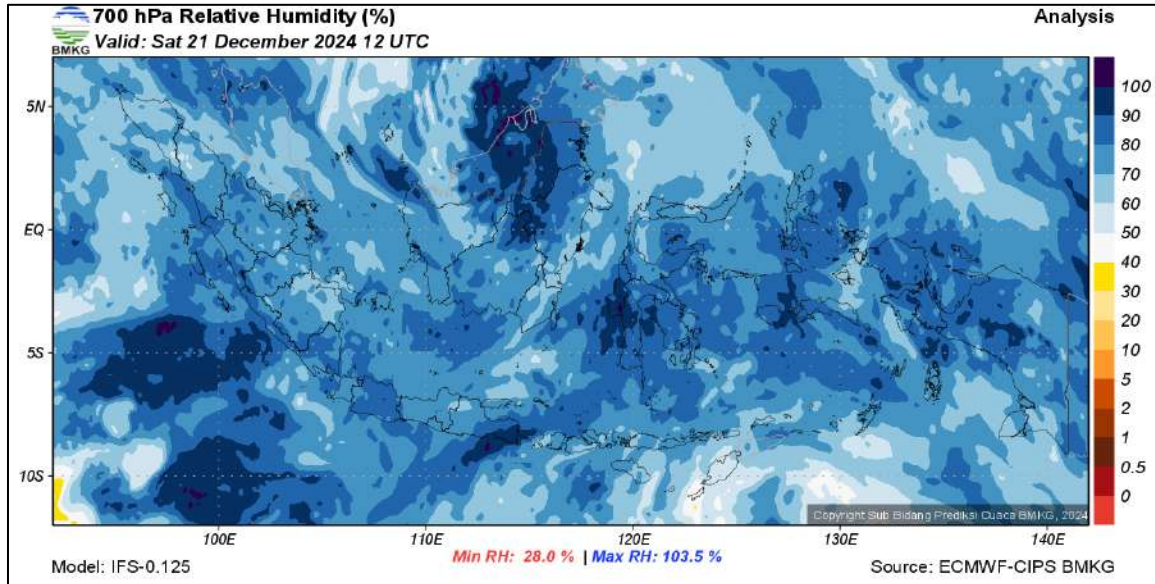 700 hPa Relative Humidity (%)
Analysis
BMKG
Valid: Sat 21 December 2024 12 UTC
5N
EQ
5S
10S
100E
110E
120E
130E
140E
100
90
80
70
60
50
40
30
20
10
5
2
1
0.5
0
Copyright Sub Bidang Prediksi Cuaca BMKG, 2024
Min RH: 28.0 % | Max RH: 103.5 %
Model: IFS-0.125
Source: ECMWF-CIPS BMKG